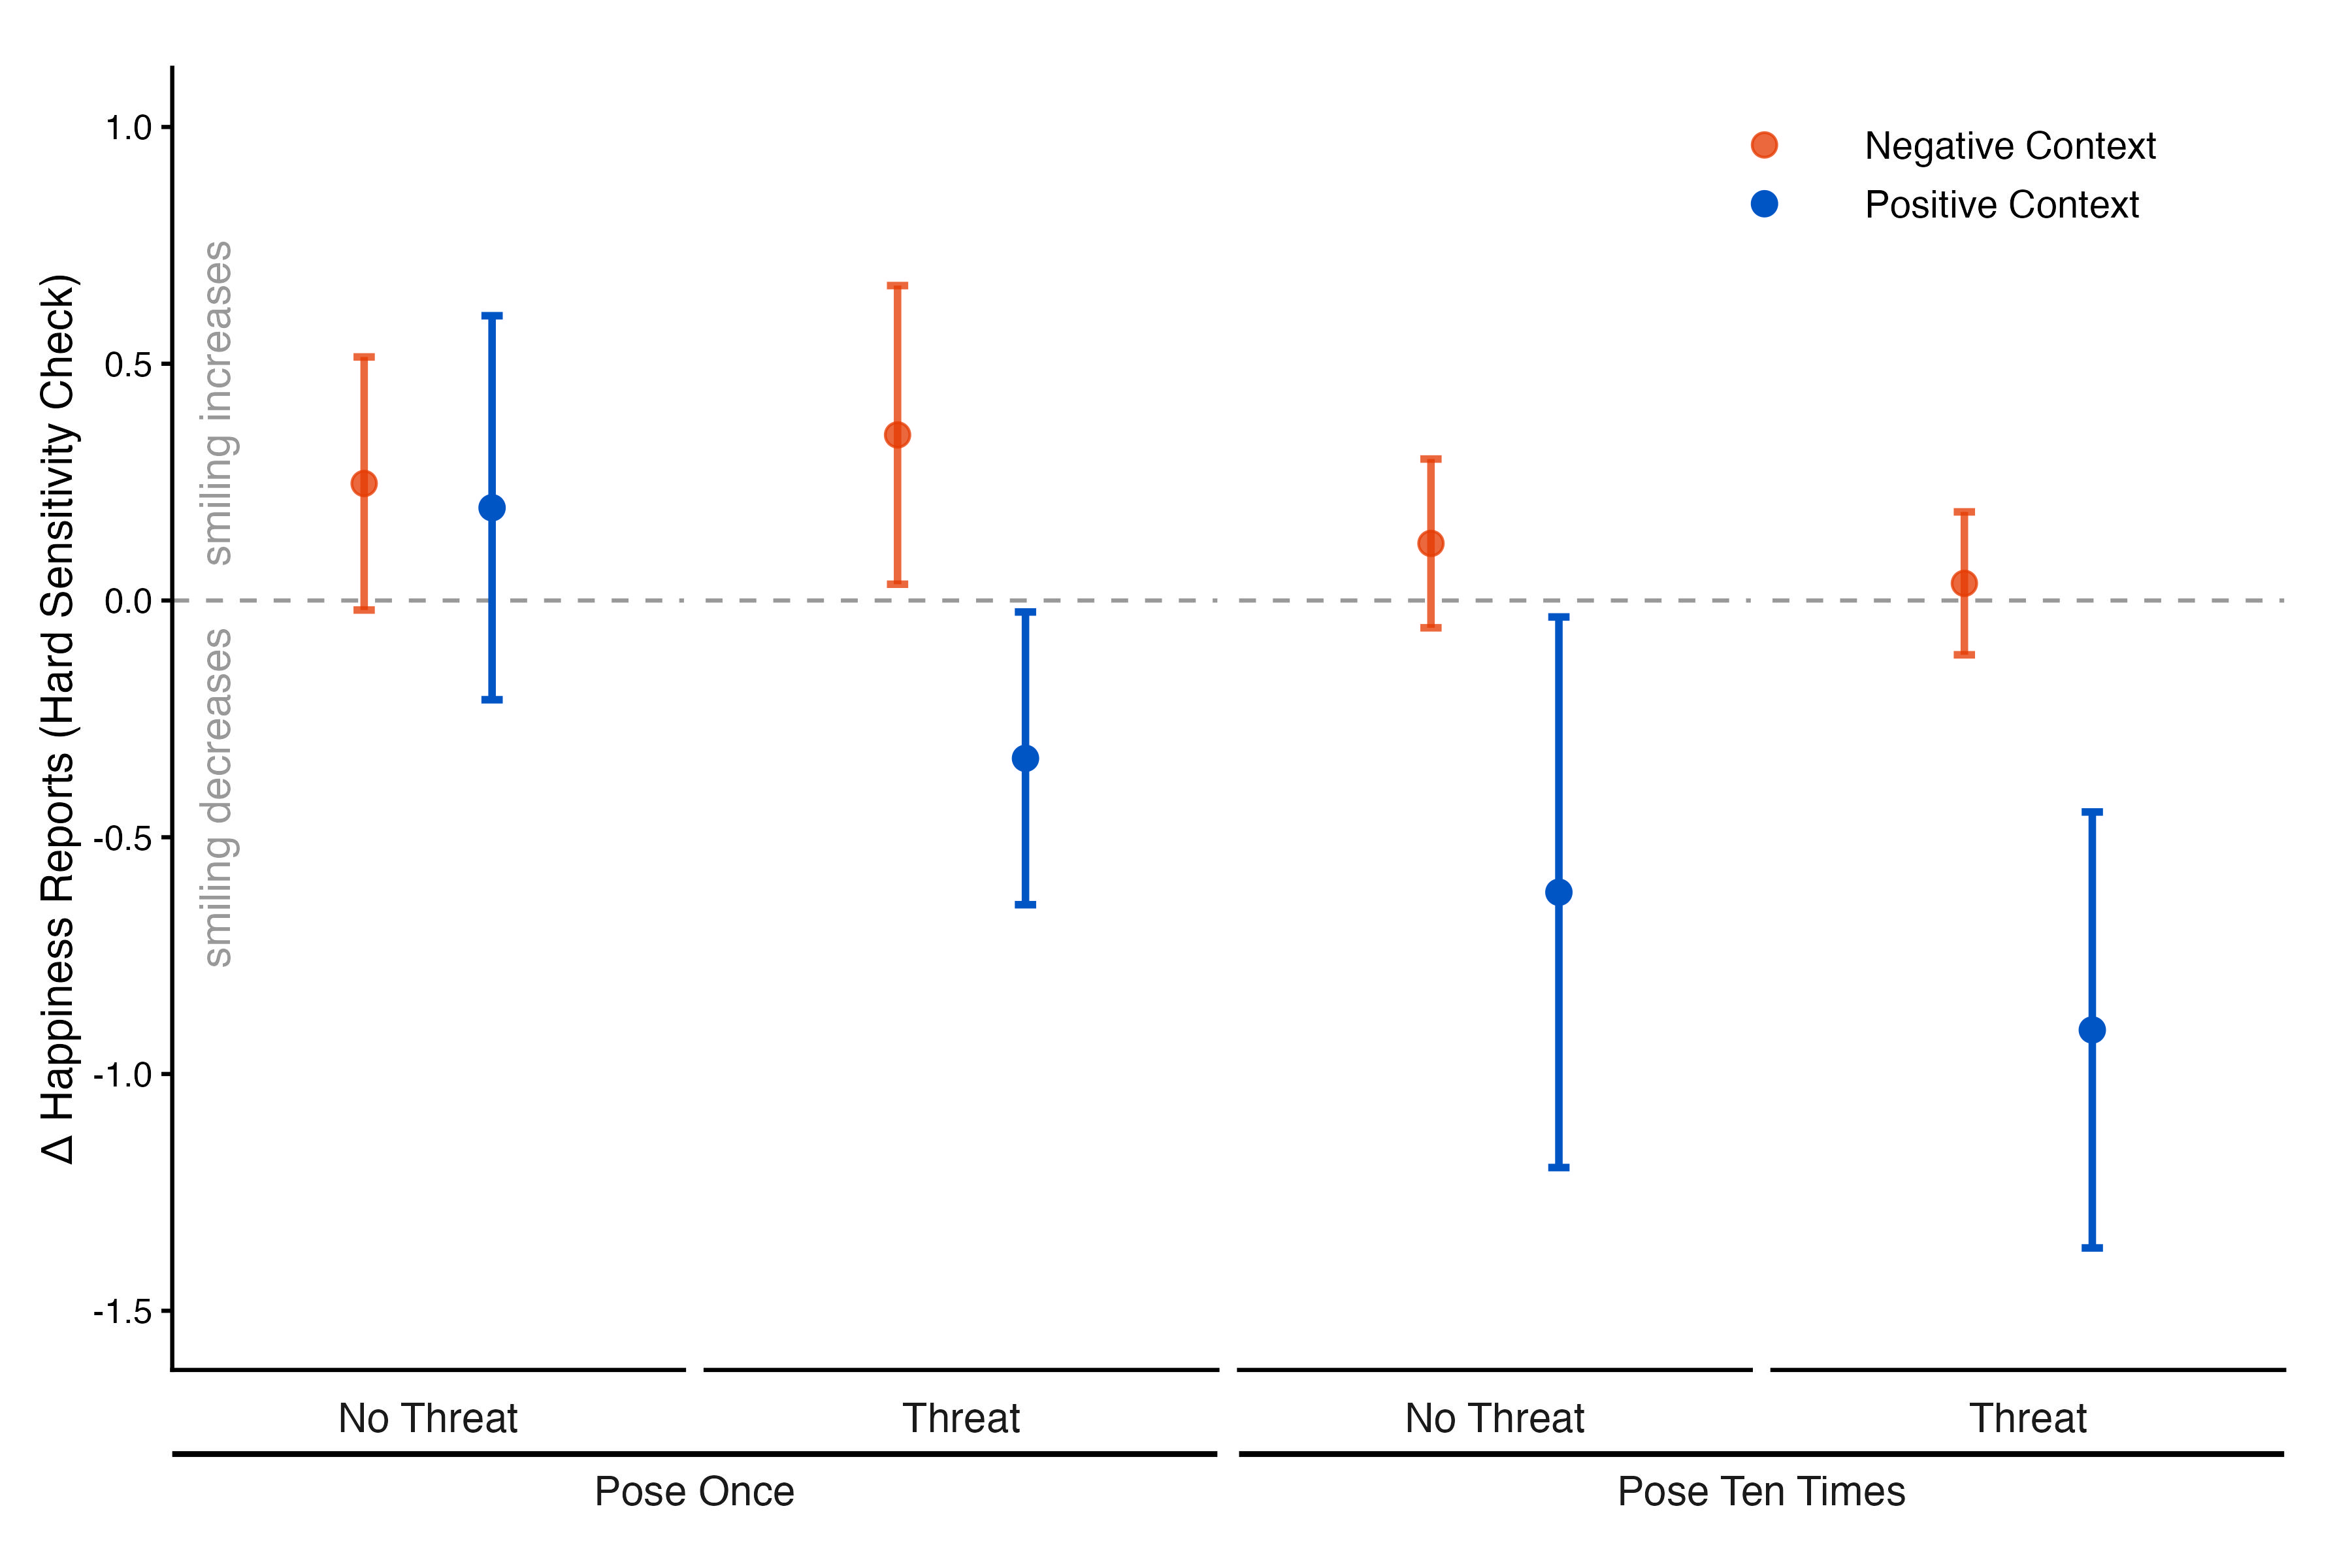 Δ Happiness Reports (Hard Sensitivity Check)
1.0
0.5
0.0
-0.5
-1.0
-1.5
smiling increases
smiling decreases
Negative Context
Positive Context
No Threat
Threat
No Threat
Threat
Pose Once
Pose Ten Times